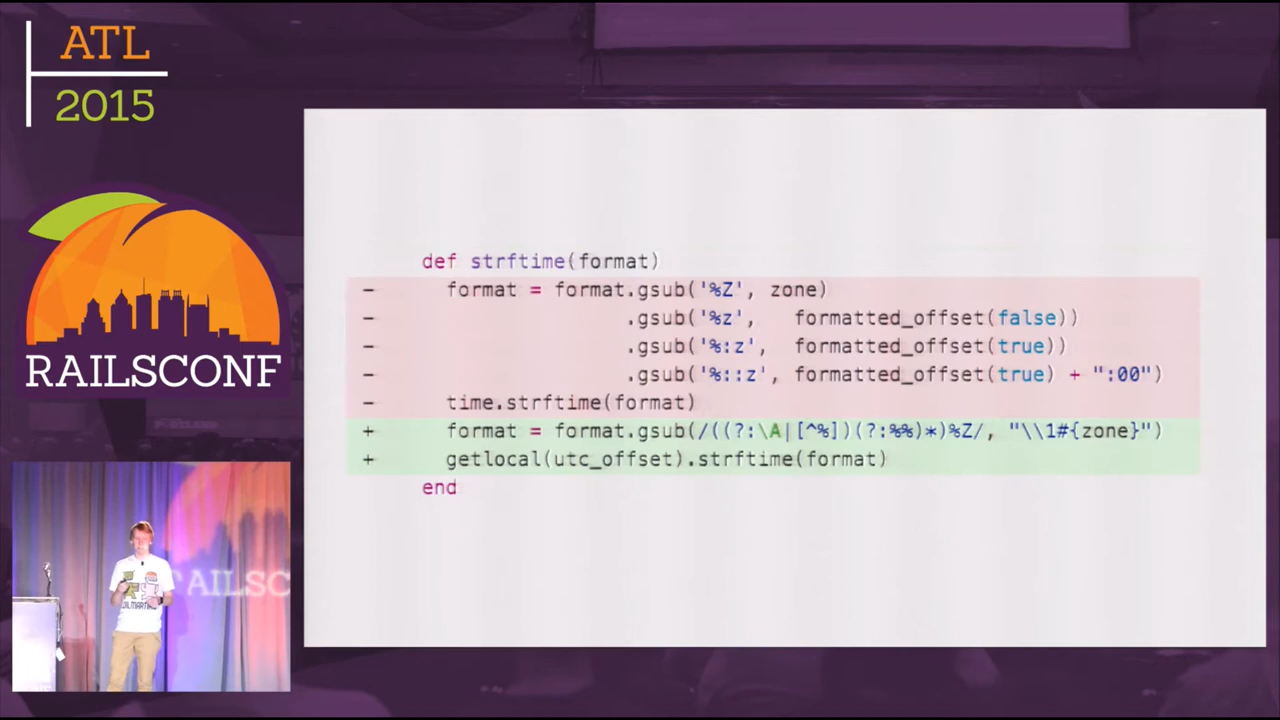 ATL
2015
RAILSCONF
def strftime(format)
- format = format.gsub('%Z', zone)
- .gsub('%z', formatted_offset(false))
- .gsub('%:z', formatted_offset(true))
- .gsub('%::z', formatted_offset(true) + ":00")
- time.strftime(format)
+ format = format.gsub(/((?:\A|[^%])(?:%%)*)%Z/, "\\1#{zone}")
+ getlocal(utc_offset).strftime(format)
end
AILSC